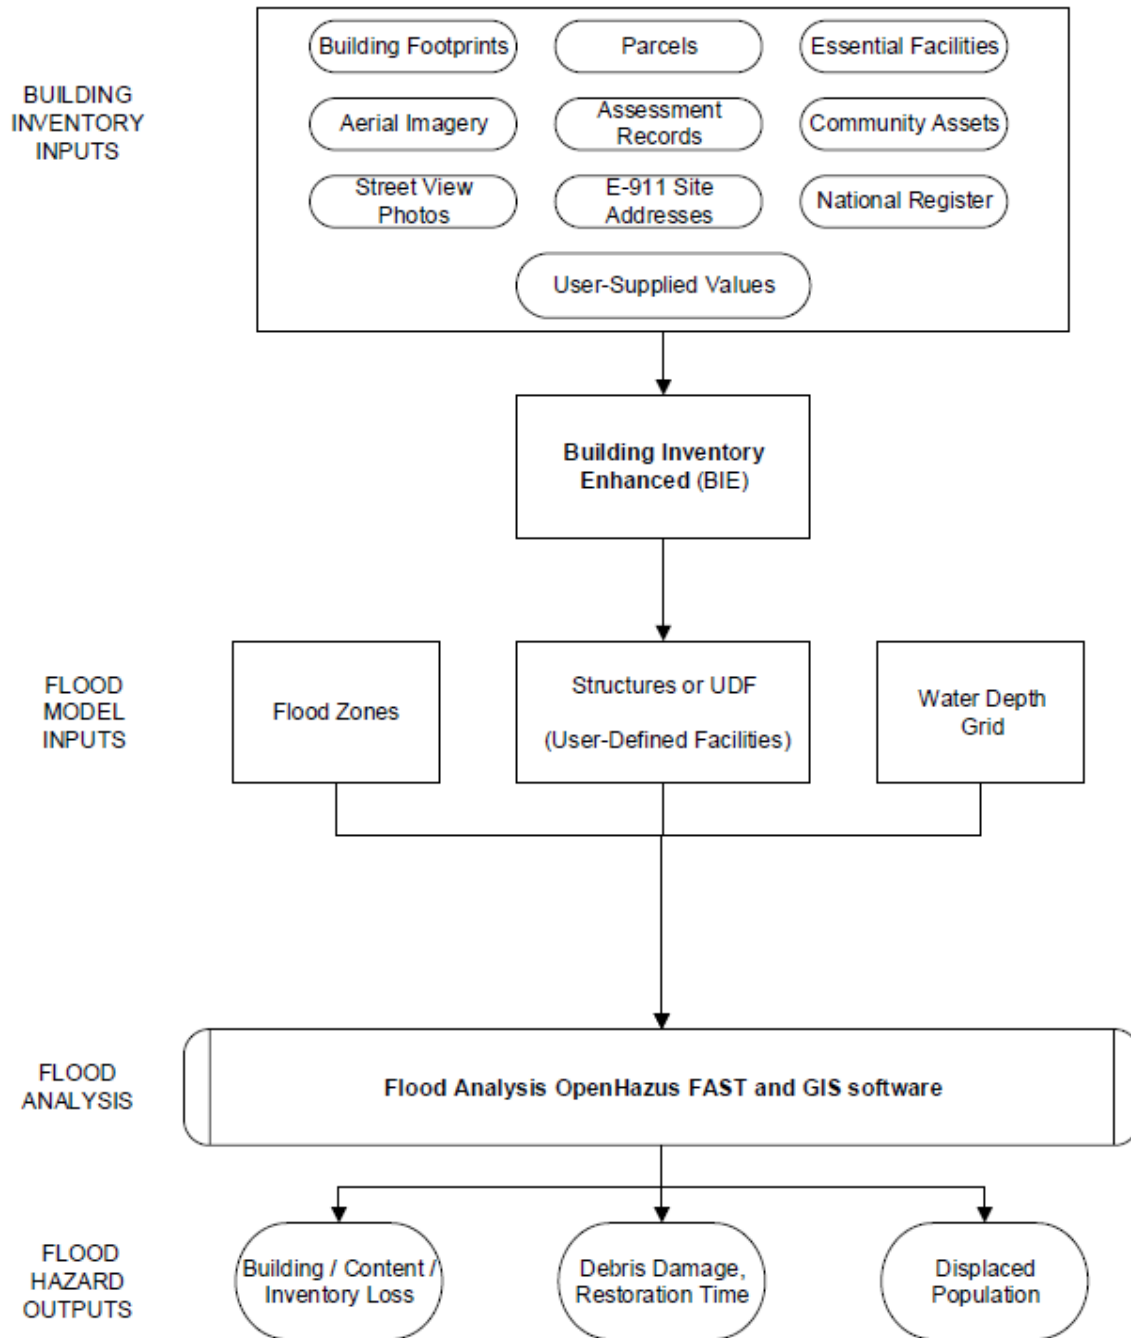 BUILDING
INVENTORY
INPUTS
Building Footprints
Parcels
Essential Facilities
Aerial Imagery
Assessment
Records
Community Assets
Street View
Photos
E-911 Site
Addresses
National Register
User-Supplied Values
Building Inventory
Enhanced (BIE)
FLOOD
MODEL
INPUTS
Flood Zones
Structures or UDF
(User-Defined Facilities)
Water Depth
Grid
FLOOD
ANALYSIS
Flood Analysis OpenHazus FAST and GIS software
FLOOD
HAZARD
OUTPUTS
Building / Content /
Inventory Loss
Debris Damage,
Restoration Time
Displaced
Population